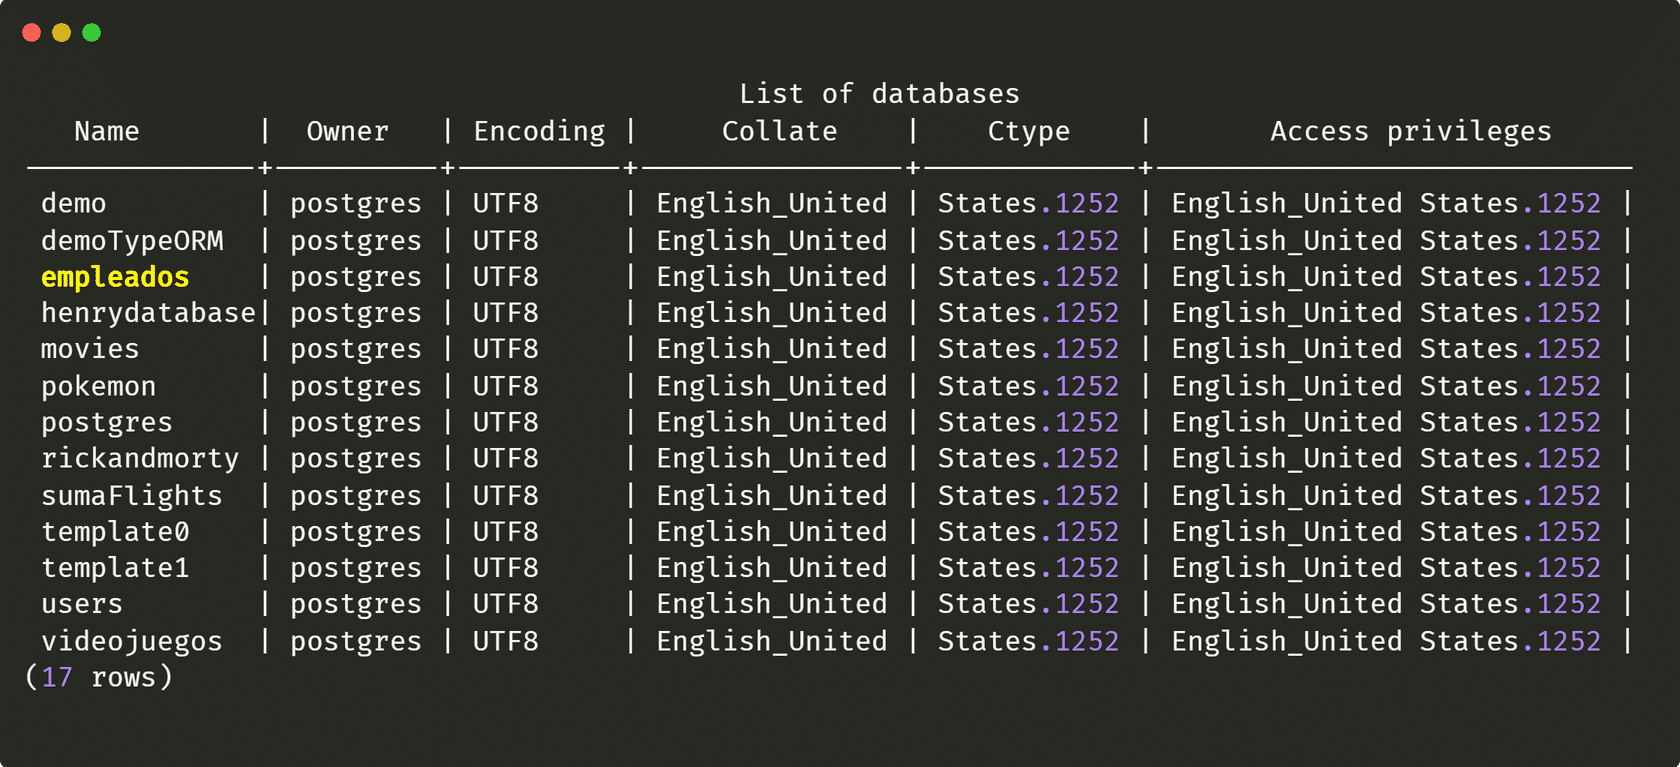 List of databases
Name | Owner | Encoding | Collate | Ctype | Access privileges
--------------+----------+----------+----------------+-------------+-----------------------------
demo | postgres | UTF8 | English_United | States.1252 | English_United States.1252 |
demoTypeORM | postgres | UTF8 | English_United | States.1252 | English_United States.1252 |
empleados | postgres | UTF8 | English_United | States.1252 | English_United States.1252 |
henrydatabase| postgres | UTF8 | English_United | States.1252 | English_United States.1252 |
movies | postgres | UTF8 | English_United | States.1252 | English_United States.1252 |
pokemon | postgres | UTF8 | English_United | States.1252 | English_United States.1252 |
postgres | postgres | UTF8 | English_United | States.1252 | English_United States.1252 |
rickandmorty | postgres | UTF8 | English_United | States.1252 | English_United States.1252 |
sumaFlights | postgres | UTF8 | English_United | States.1252 | English_United States.1252 |
template0 | postgres | UTF8 | English_United | States.1252 | English_United States.1252 |
template1 | postgres | UTF8 | English_United | States.1252 | English_United States.1252 |
users | postgres | UTF8 | English_United | States.1252 | English_United States.1252 |
videojuegos | postgres | UTF8 | English_United | States.1252 | English_United States.1252 |
(17 rows)